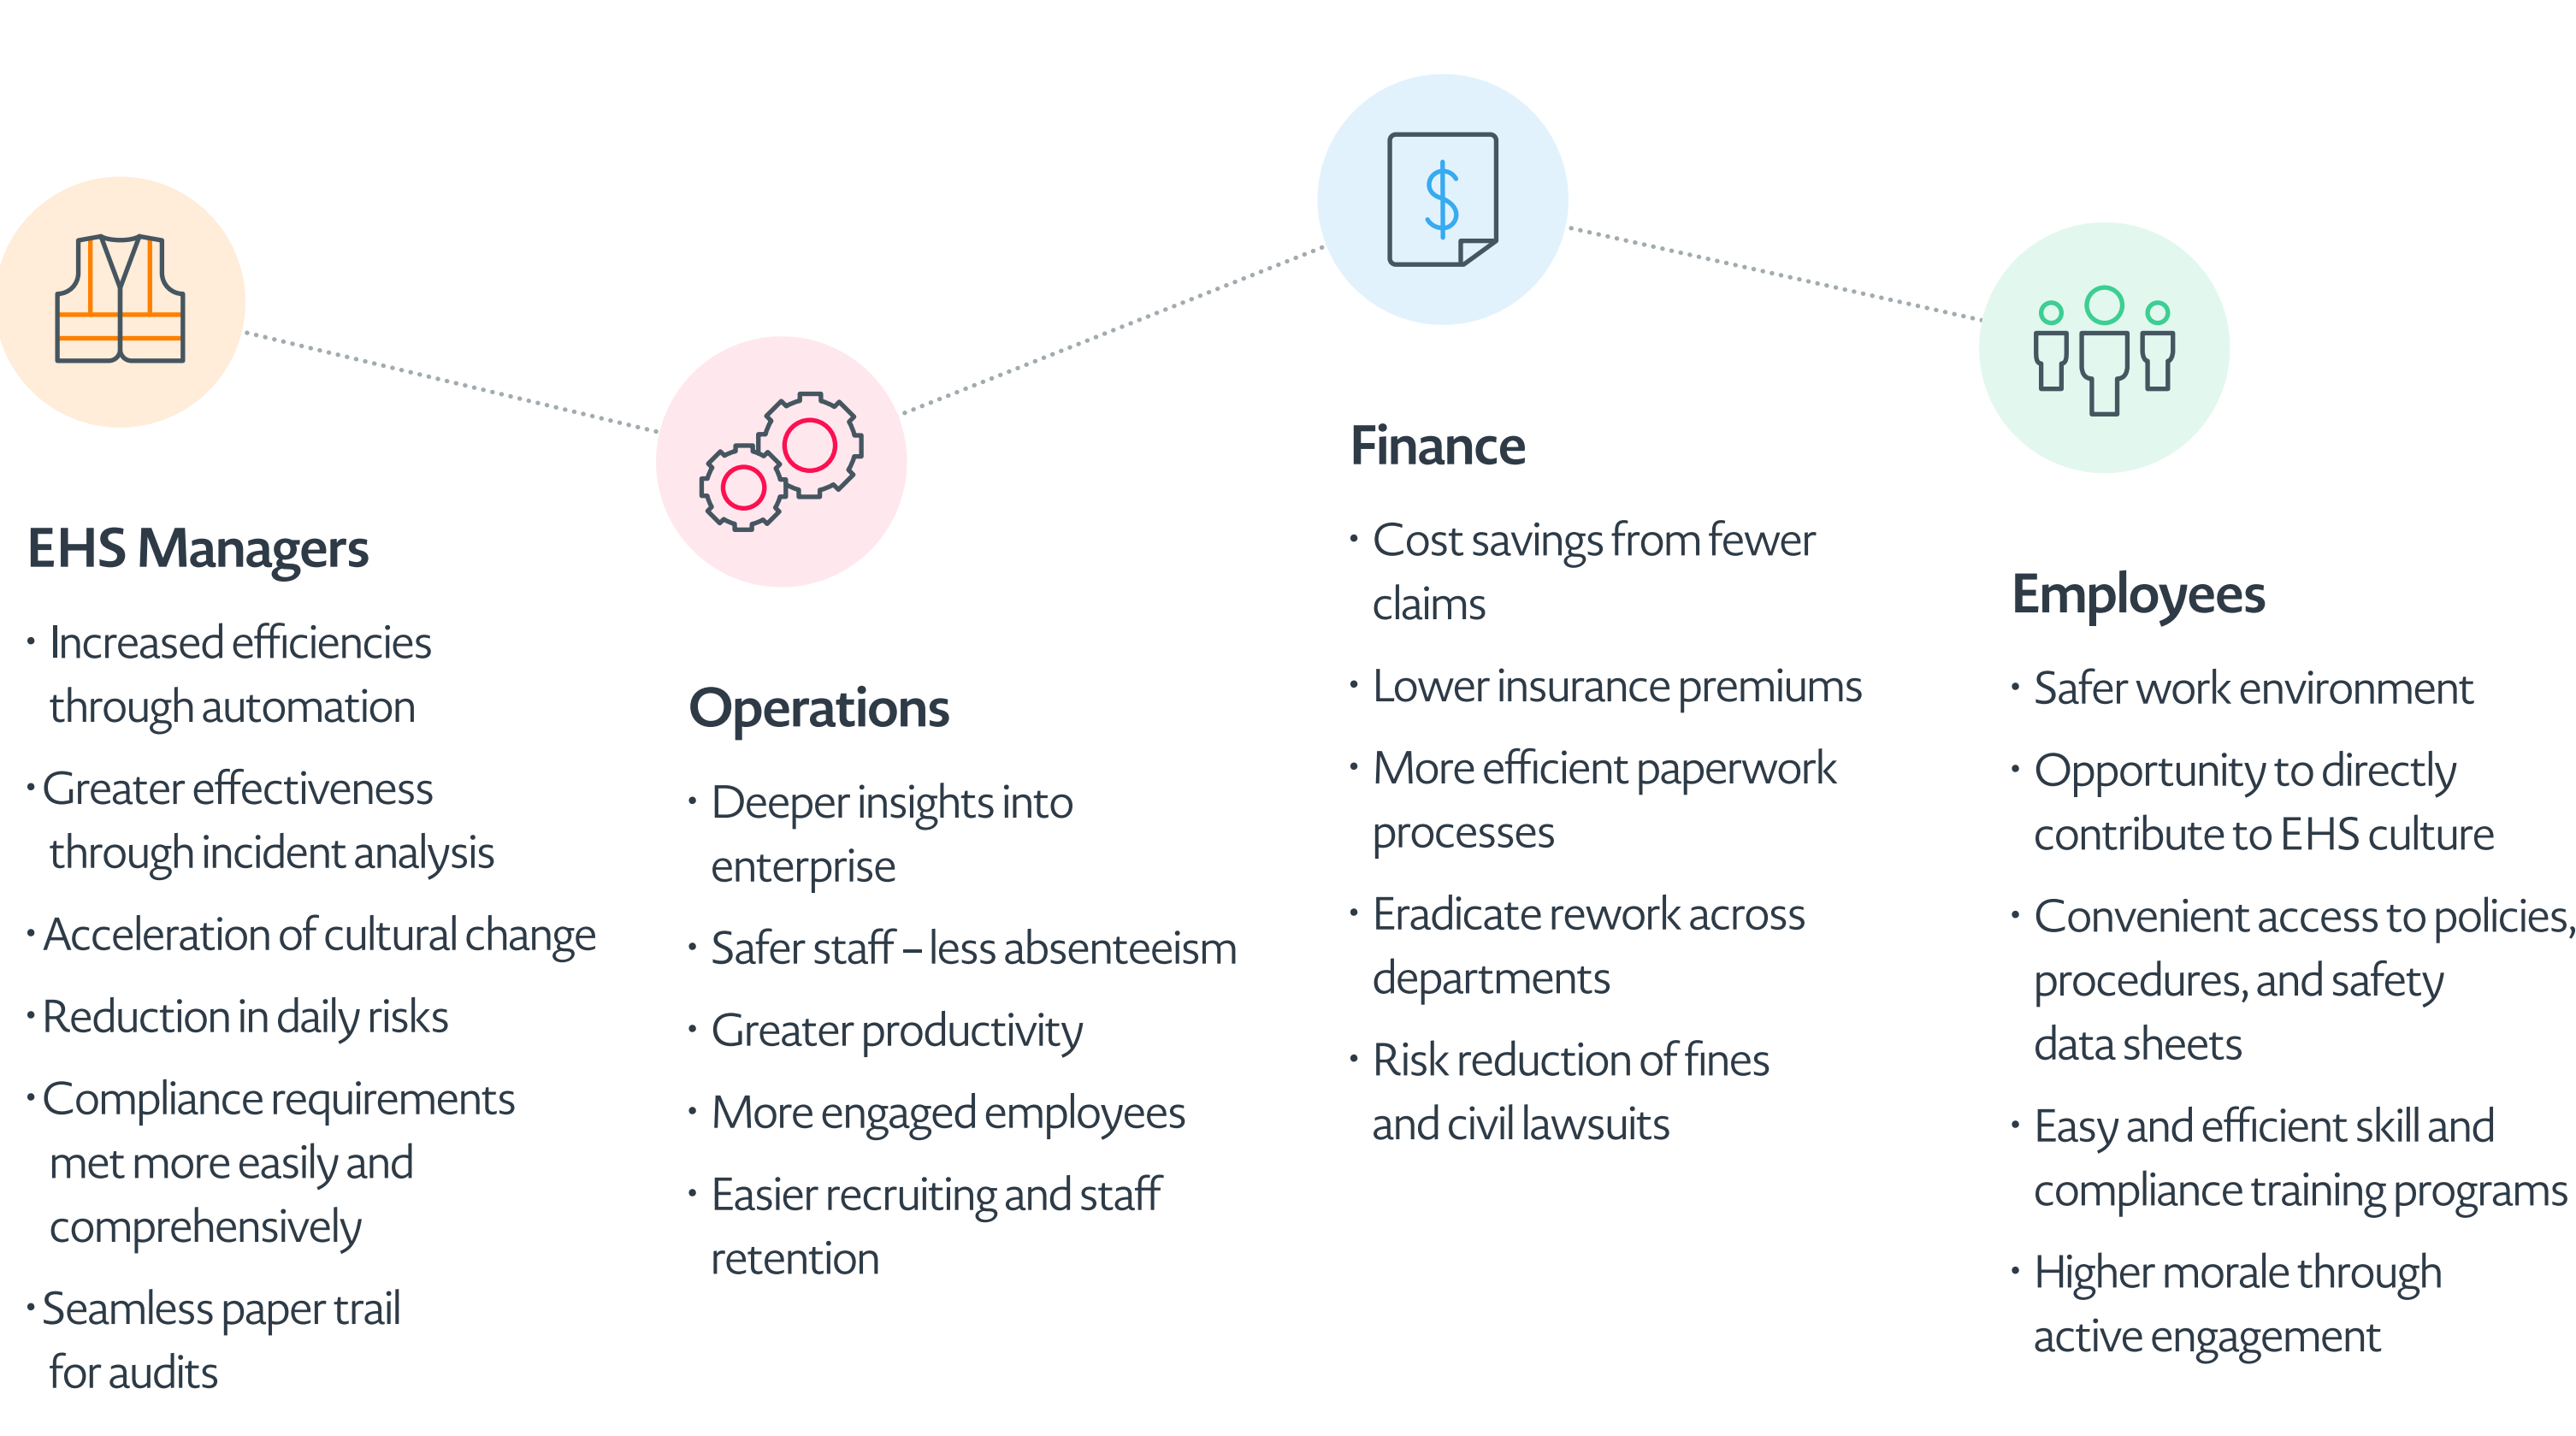 EHS Managers
• Increased efficiencies
through automation
• Greater effectiveness
through incident analysis
• Acceleration of cultural change
• Reduction in daily risks
• Compliance requirements
met more easily and
comprehensively
• Seamless paper trail
for audits
Operations
• Deeper insights into
enterprise
• Safer staff – less absenteeism
• Greater productivity
• More engaged employees
• Easier recruiting and staff
retention
$
Finance
• Cost savings from fewer
claims
• Lower insurance premiums
• More efficient paperwork
processes
• Eradicate rework across
departments
• Risk reduction of fines
and civil lawsuits
Employees
• Safer work environment
• Opportunity to directly
contribute to EHS culture
• Convenient access to policies,
procedures, and safety
data sheets
• Easy and efficient skill and
compliance training programs
• Higher morale through
active engagement